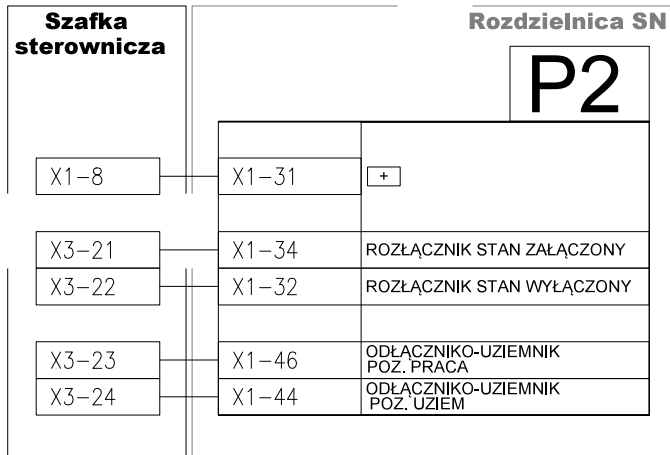 Szafka
sterownicza
Rozdzielnica SN
P2
X1-8 X1-31 +
X3-21 X1-34 ROZŁĄCZNIK STAN ZAŁĄCZONY
X3-22 X1-32 ROZŁĄCZNIK STAN WYŁĄCZONY
X3-23 X1-46 ODŁĄCZNIKO-UZIEMNIK
POZ. PRACA
X3-24 X1-44 ODŁĄCZNIKO-UZIEMNIK
POZ. UZIEM